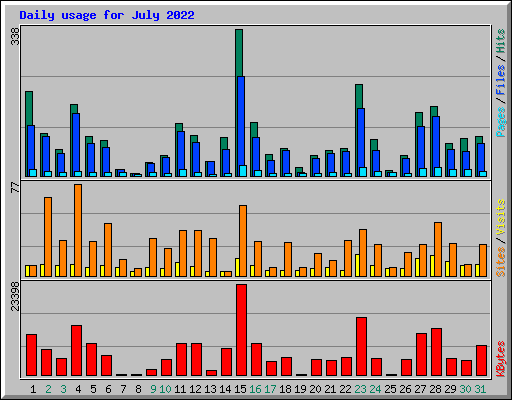 Daily usage for July 2022
338
Pages / Files / Hits
77
Sites / Visits
23398
KBytes
1 2 3 4 5 6 7 8 9 10 11 12 13 14 15 16 17 18 19 20 21 22 23 24 25 26 27 28 29 30 31